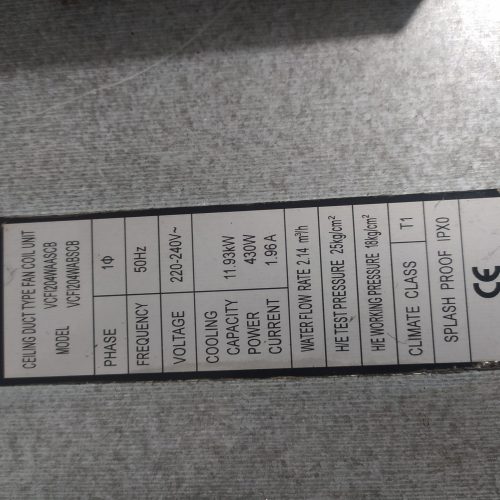 CEILING DUCT TYPE FAN COIL UNIT
VCFI204WAASCB
MODEL VCFI204WABSCB
PHASE 1Φ
FREQUENCY 50Hz
VOLTAGE 220-240V~
COOLING
CAPACITY 11.93kW
POWER 430W
CURRENT 1.96A
WATER FLOW RATE 2.14 m³/h
H/E TEST PRESSURE 25kg/cm²
H/E WORKING PRESSURE 18kg/cm²
CLIMATE CLASS T1
SPLASH PROOF IPX0
CE